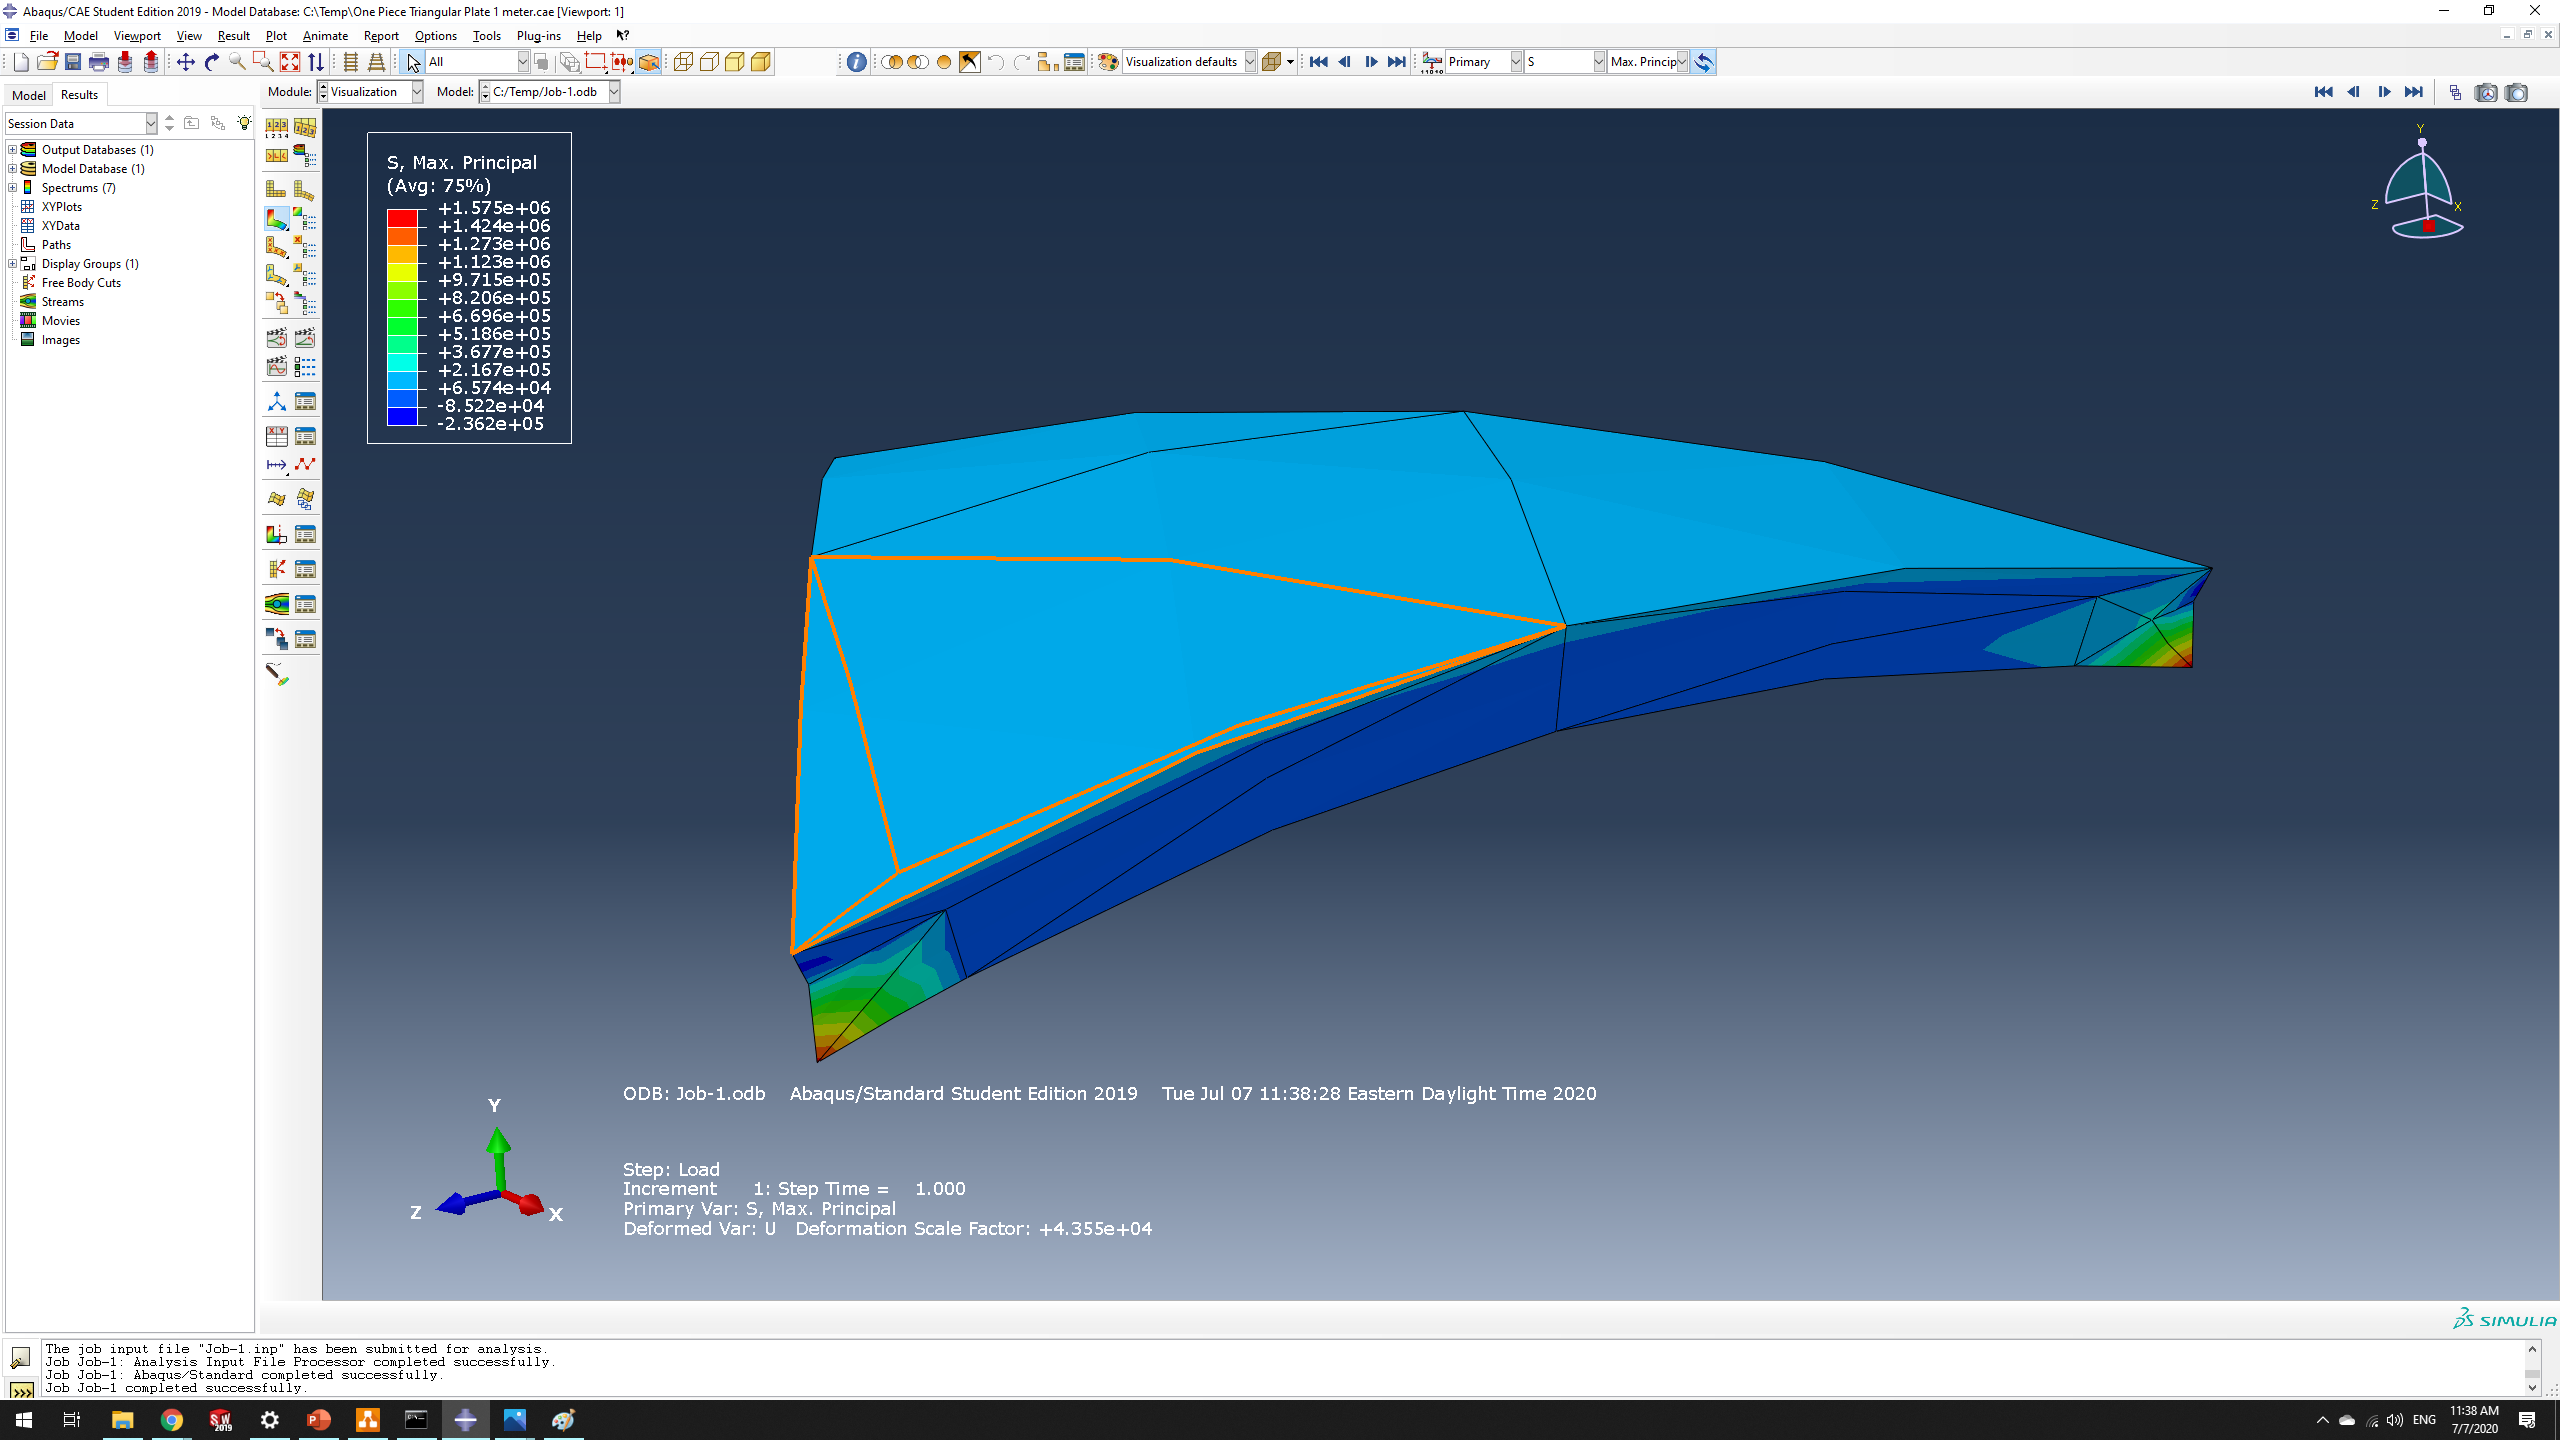 Abaqus/CAE Student Edition 2019 - Model Database: C:\Temp\One Piece Triangular Plate 1 meter.cae [Viewport: 1]
File Model Viewport View Result Plot Animate Report Options Tools Plug-ins Help
All Visualization defaults Primary S Max. Princip
Model Results Module: Visualization Model: C:/Temp/Job-1.odb
Session Data
Output Databases (1)
Model Database (1)
Spectrums (7)
XYPlots
XYData
Paths
Display Groups (1)
Free Body Cuts
Streams
Movies
Images
S, Max. Principal
(Avg: 75%)
+1.575e+06
+1.424e+06
+1.273e+06
+1.123e+06
+9.715e+05
+8.206e+05
+6.696e+05
+5.186e+05
+3.677e+05
+2.167e+05
+6.574e+04
-8.522e+04
-2.362e+05
Y
Z X
ODB: Job-1.odb Abaqus/Standard Student Edition 2019 Tue Jul 07 11:38:28 Eastern Daylight Time 2020
Y
Z X
Step: Load
Increment 1: Step Time = 1.000
Primary Var: S, Max. Principal
Deformed Var: U Deformation Scale Factor: +4.355e+04
SIMULIA
The job input file "Job-1.inp" has been submitted for analysis.
Job Job-1: Analysis Input File Processor completed successfully.
Job Job-1: Abaqus/Standard completed successfully.
Job Job-1 completed successfully.
ENG
11:38 AM
7/7/2020